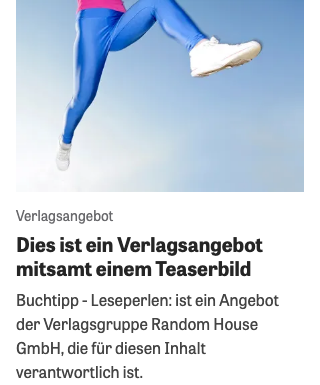 Verlagsangebot
Dies ist ein Verlagsangebot
mitsamt einem Teaserbild
Buchtipp - Leseperlen: ist ein Angebot
der Verlagsgruppe Random House
GmbH, die für diesen Inhalt
verantwortlich ist.